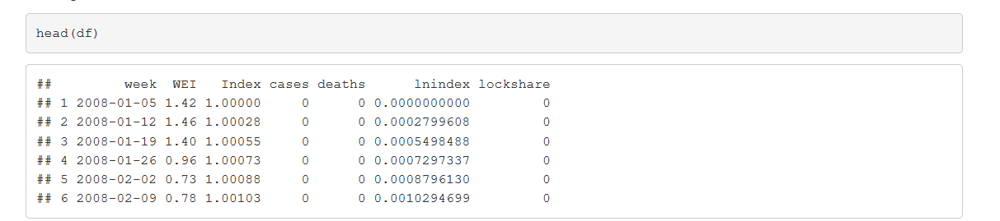 head(df)
##         week  WEI   Index cases deaths      lnindex lockshare
## 1 2008-01-05 1.42 1.00000     0      0 0.0000000000         0
## 2 2008-01-12 1.46 1.00028     0      0 0.0002799608         0
## 3 2008-01-19 1.40 1.00055     0      0 0.0005498488         0
## 4 2008-01-26 0.96 1.00073     0      0 0.0007297337         0
## 5 2008-02-02 0.73 1.00088     0      0 0.0008796130         0
## 6 2008-02-09 0.78 1.00103     0      0 0.0010294699         0